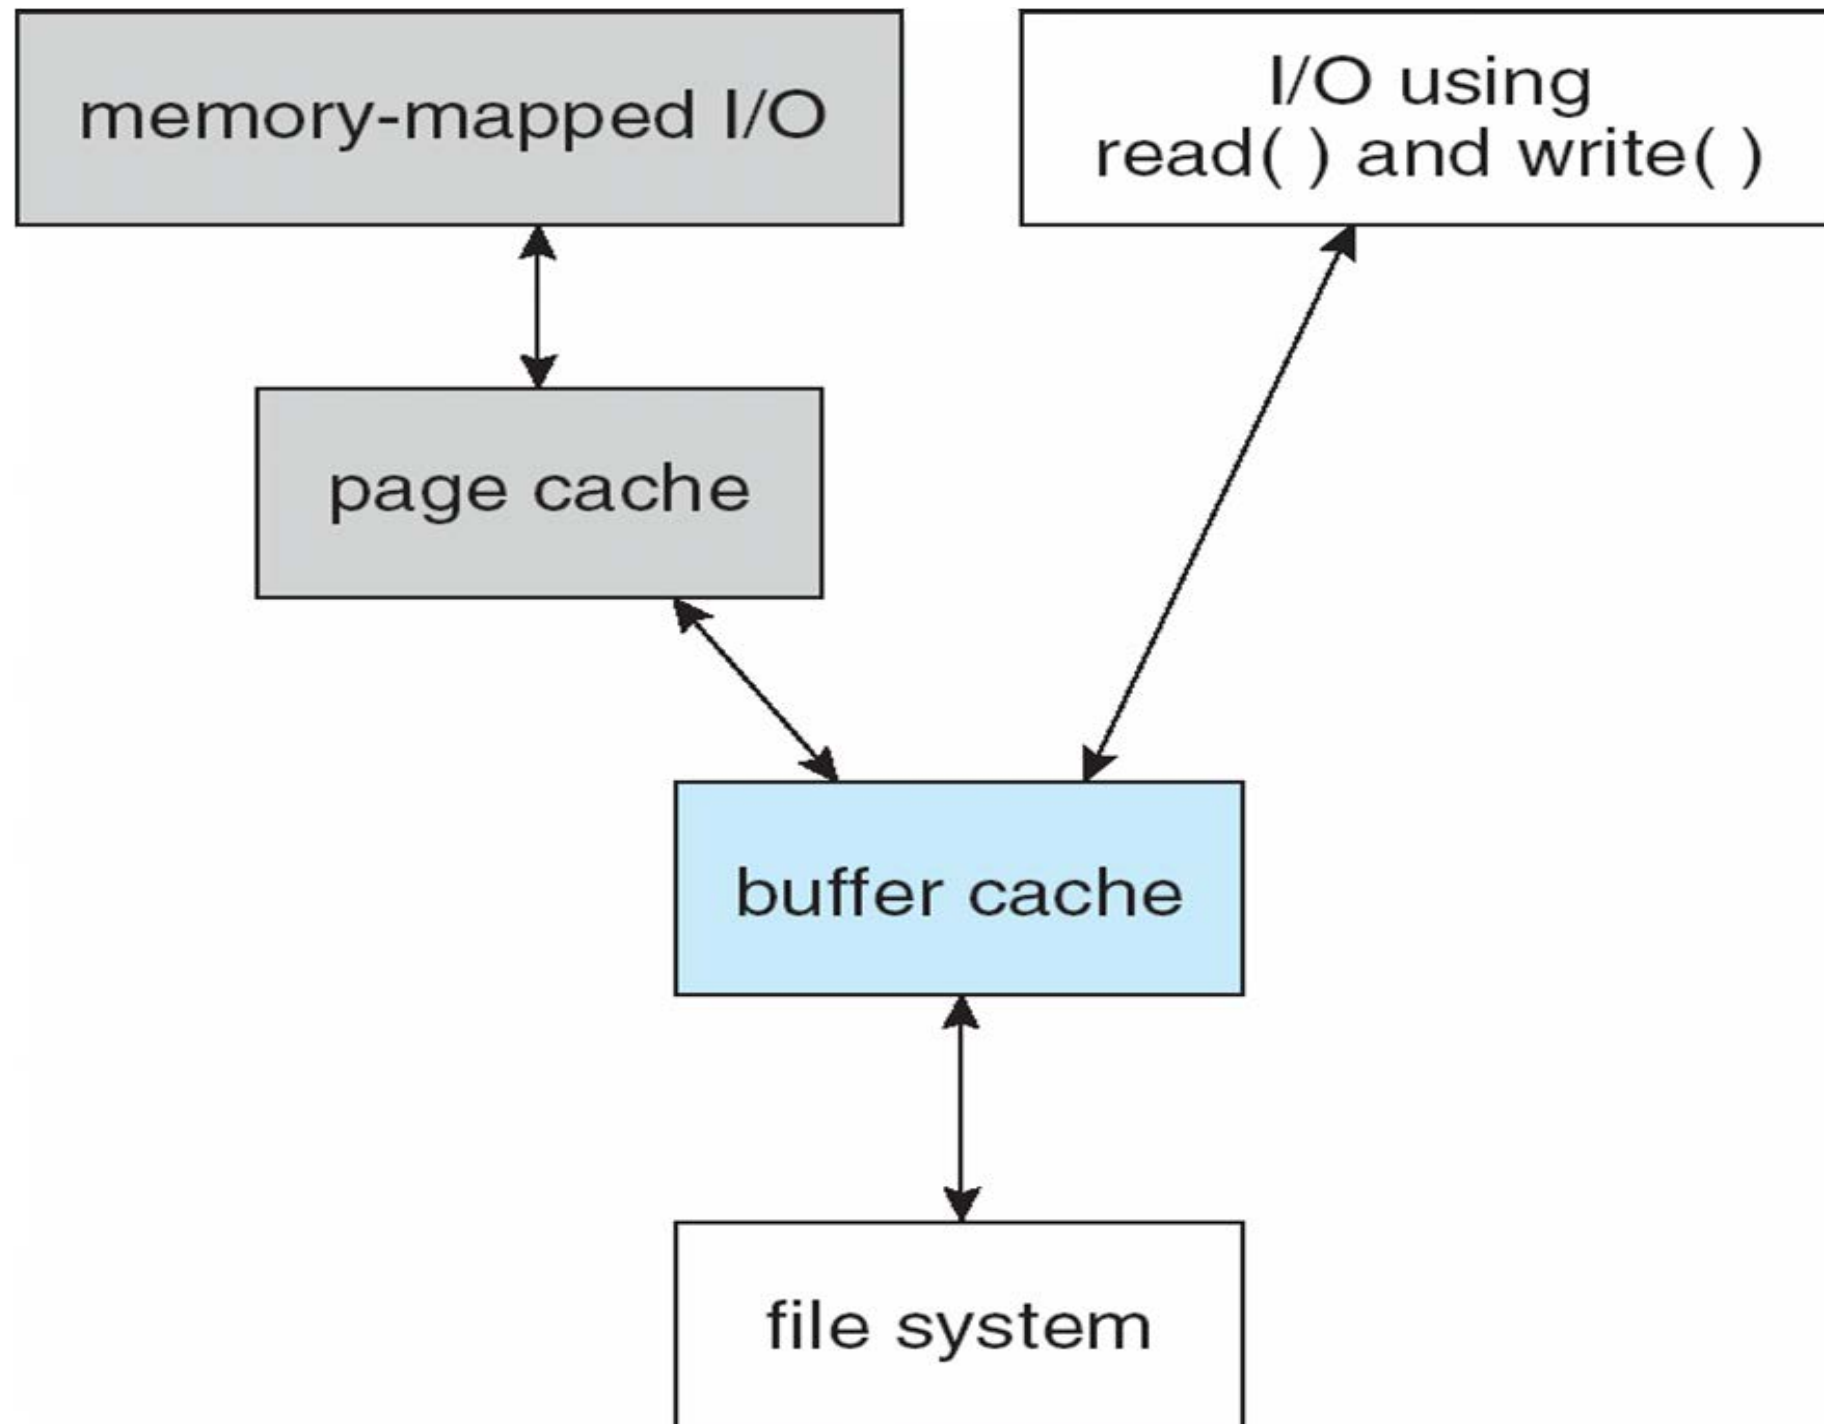 memory-mapped I/O
I/O using
read( ) and write( )
page cache
buffer cache
file system